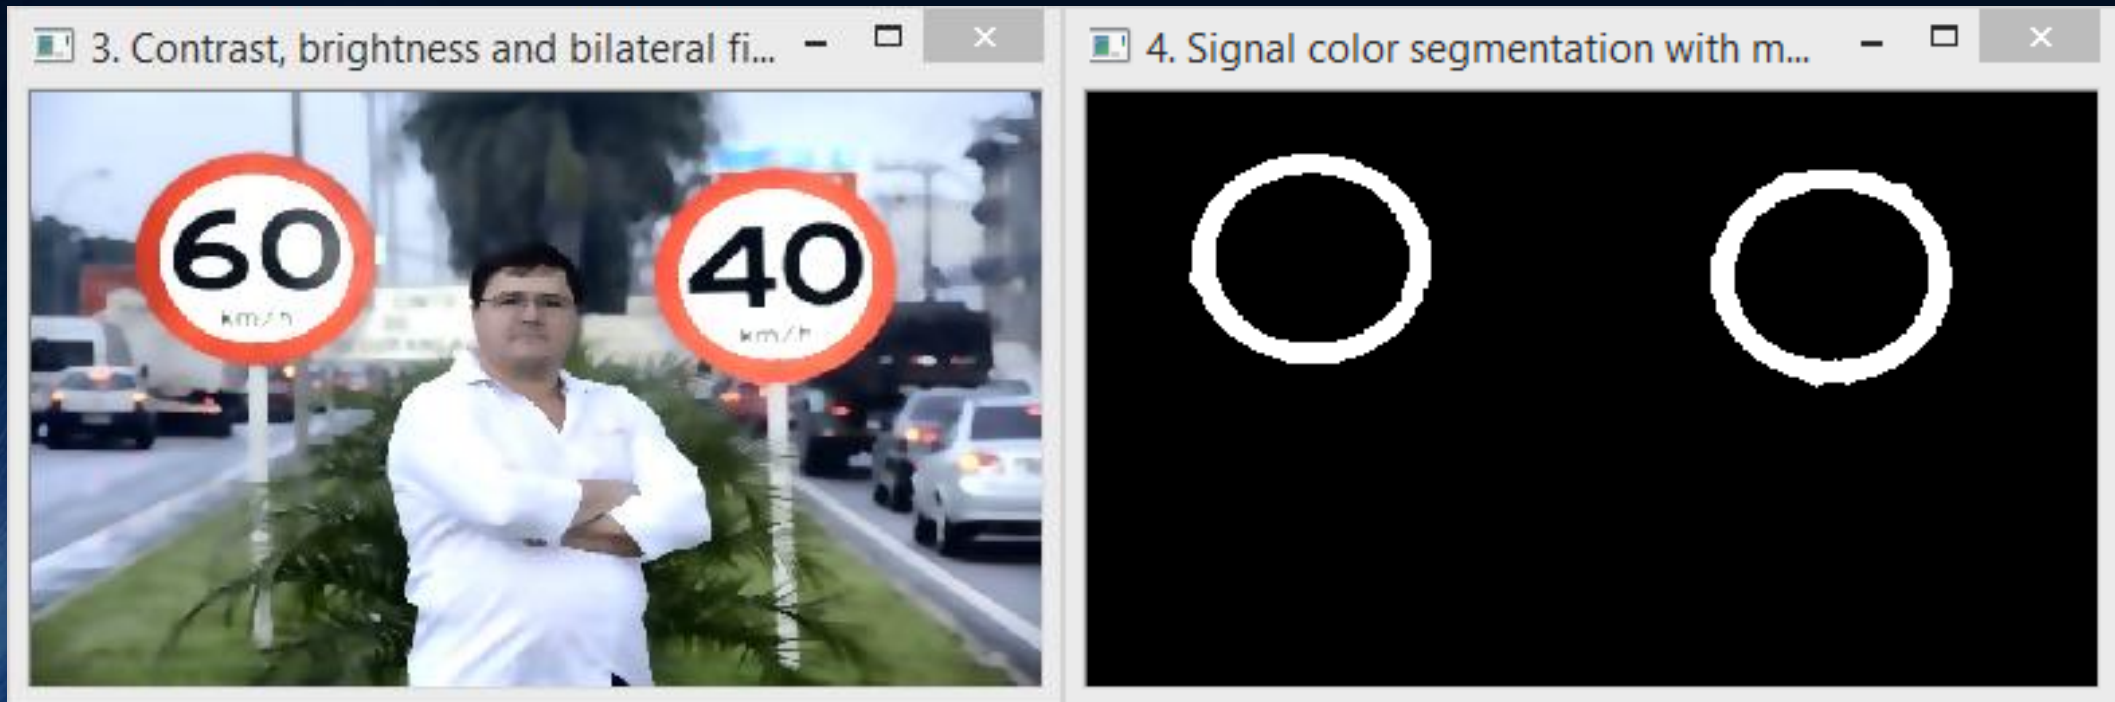 3. Contrast, brightness and bilateral fi...
4. Signal color segmentation with m...
60
km/h
40
km/h